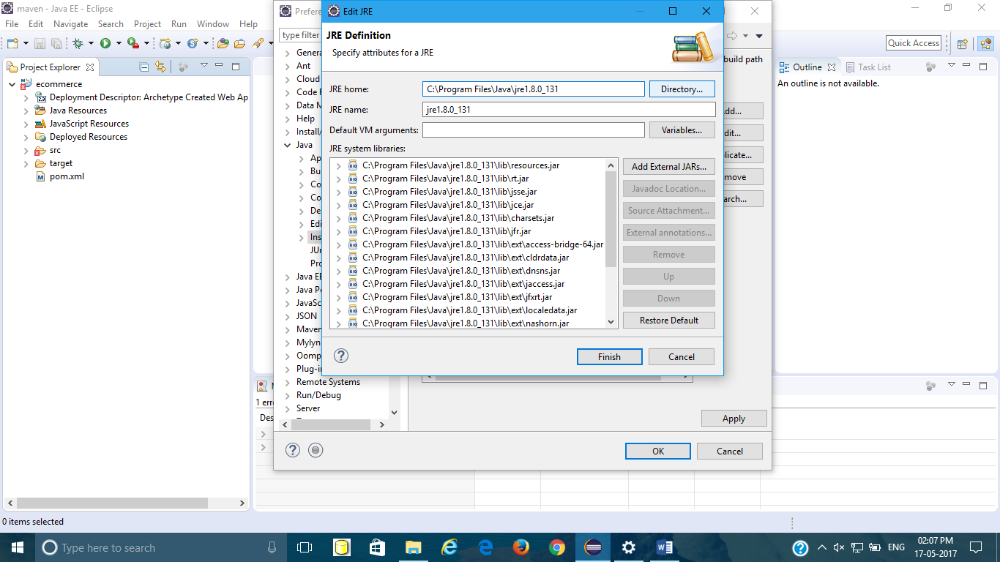 maven - Java EE - Eclipse
File Edit Navigate Search Project Run Window Help
Quick Access
Project Explorer
ecommerce
Deployment Descriptor: Archetype Created Web Ap
Java Resources
JavaScript Resources
Deployed Resources
src
target
pom.xml
Prefere
type filter
Genera
Ant
Cloud
Code R
Data M
Help
Install/
Java
Ap
Bu
Co
Co
De
Edi
Ins
JUr
Pro
Java EE
Java Pe
JavaSc
JSON
Maven
Mylyn
Oomp
Plug-in
Remote Systems
Run/Debug
Server
build path
dd...
dit...
licate...
move
arch...
Apply
OK
Cancel
Edit JRE
JRE Definition
Specify attributes for a JRE
JRE home: C:\Program Files\Java\jre1.8.0_131 Directory...
JRE name: jre1.8.0_131
Default VM arguments: Variables...
JRE system libraries:
C:\Program Files\Java\jre1.8.0_131\lib\resources.jar
C:\Program Files\Java\jre1.8.0_131\lib\rt.jar
C:\Program Files\Java\jre1.8.0_131\lib\jsse.jar
C:\Program Files\Java\jre1.8.0_131\lib\jce.jar
C:\Program Files\Java\jre1.8.0_131\lib\charsets.jar
C:\Program Files\Java\jre1.8.0_131\lib\jfr.jar
C:\Program Files\Java\jre1.8.0_131\lib\ext\access-bridge-64.jar
C:\Program Files\Java\jre1.8.0_131\lib\ext\cldrdata.jar
C:\Program Files\Java\jre1.8.0_131\lib\ext\dnsns.jar
C:\Program Files\Java\jre1.8.0_131\lib\ext\jaccess.jar
C:\Program Files\Java\jre1.8.0_131\lib\ext\jfxrt.jar
C:\Program Files\Java\jre1.8.0_131\lib\ext\localedata.jar
C:\Program Files\Java\jre1.8.0_131\lib\ext\nashorn.jar
Add External JARs...
Javadoc Location...
Source Attachment...
External annotations...
Remove
Up
Down
Restore Default
Finish
Cancel
Outline
Task List
An outline is not available.
1 erro
Des
0 items selected
Type here to search
ENG
02:07 PM
17-05-2017